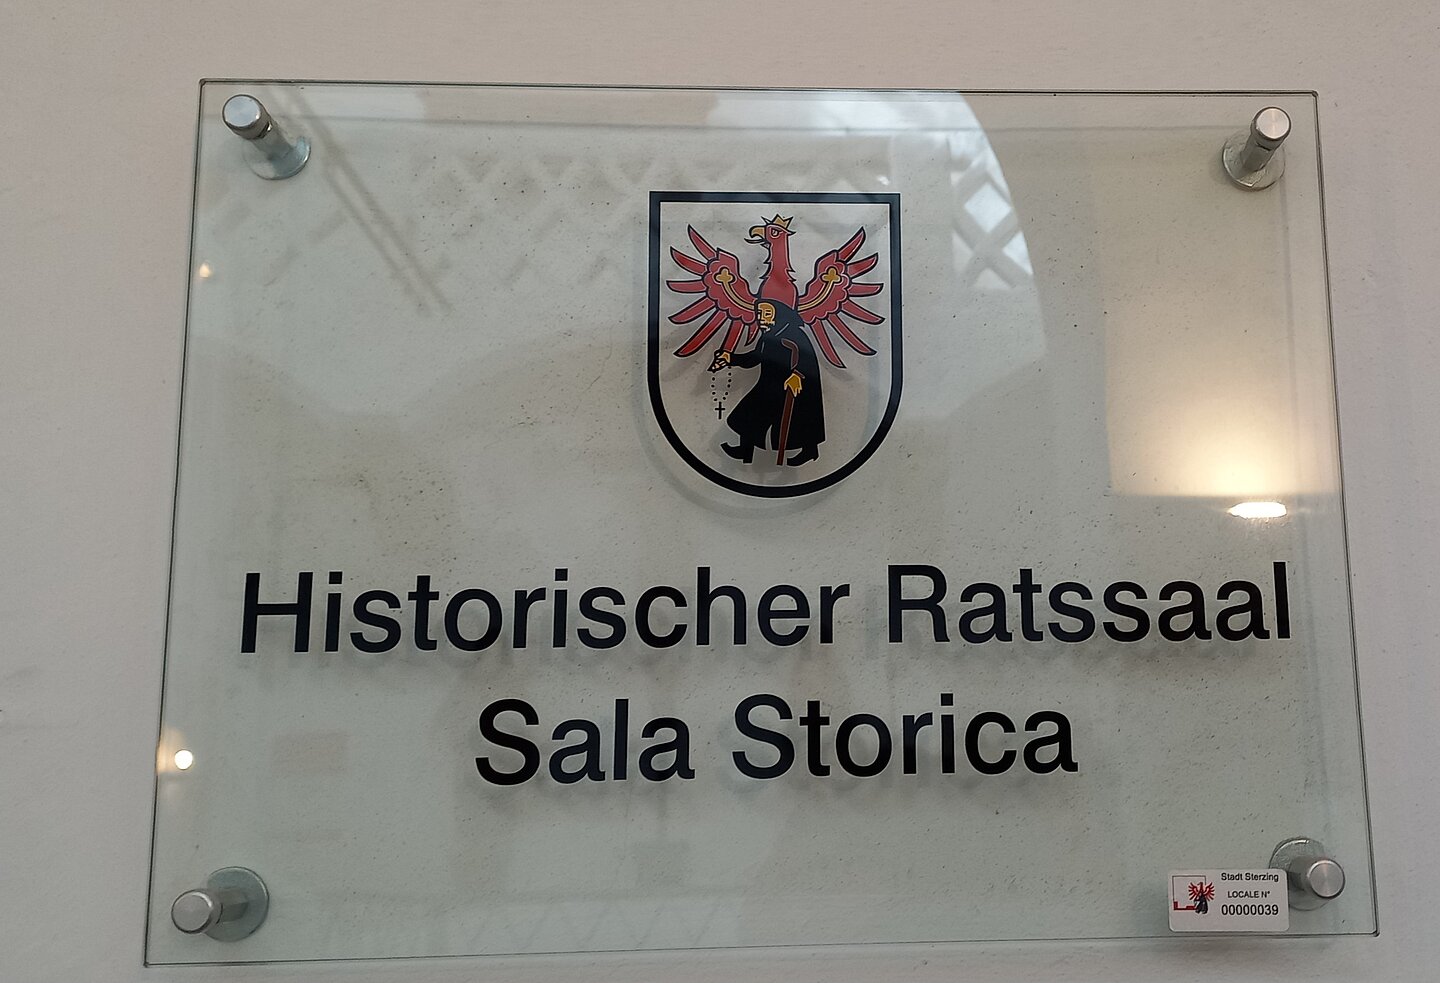 Historischer Ratssaal
Sala Storica
Stadt Sterzing
LOCALE N°
00000039